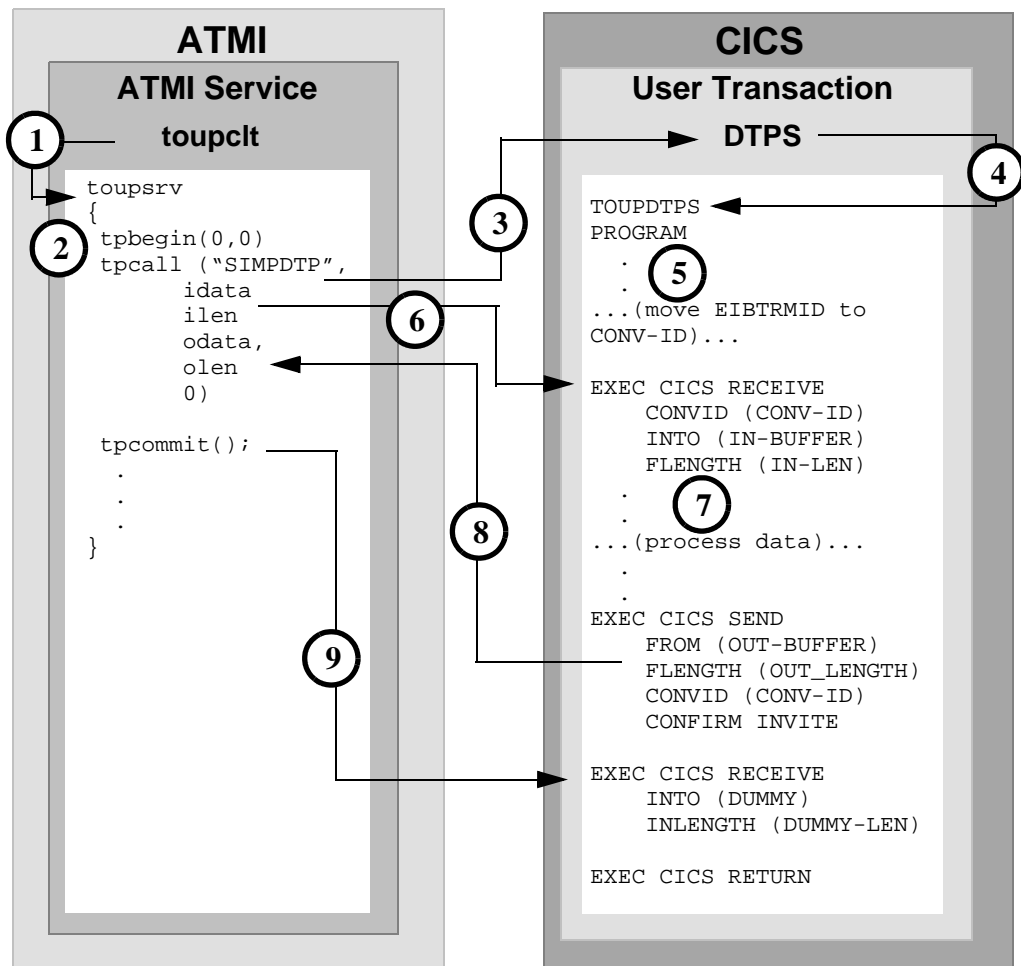 ATMI
ATMI Service
toupclt
1
toupsrv
{
2
tpbegin(0,0)
tpcall (“SIMPDTP”,
idata
ilen
odata,
olen
0)
tpcommit();
.
.
.
}
3
6
8
9
CICS
User Transaction
DTPS
4
TOUPDTPS
PROGRAM
.
5
.
...(move EIBTRMID to
CONV-ID)...
EXEC CICS RECEIVE
CONVID (CONV-ID)
INTO (IN-BUFFER)
FLENGTH (IN-LEN)
.
7
.
...(process data)...
.
.
EXEC CICS SEND
FROM (OUT-BUFFER)
FLENGTH (OUT_LENGTH)
CONVID (CONV-ID)
CONFIRM INVITE
EXEC CICS RECEIVE
INTO (DUMMY)
INLENGTH (DUMMY-LEN)
EXEC CICS RETURN